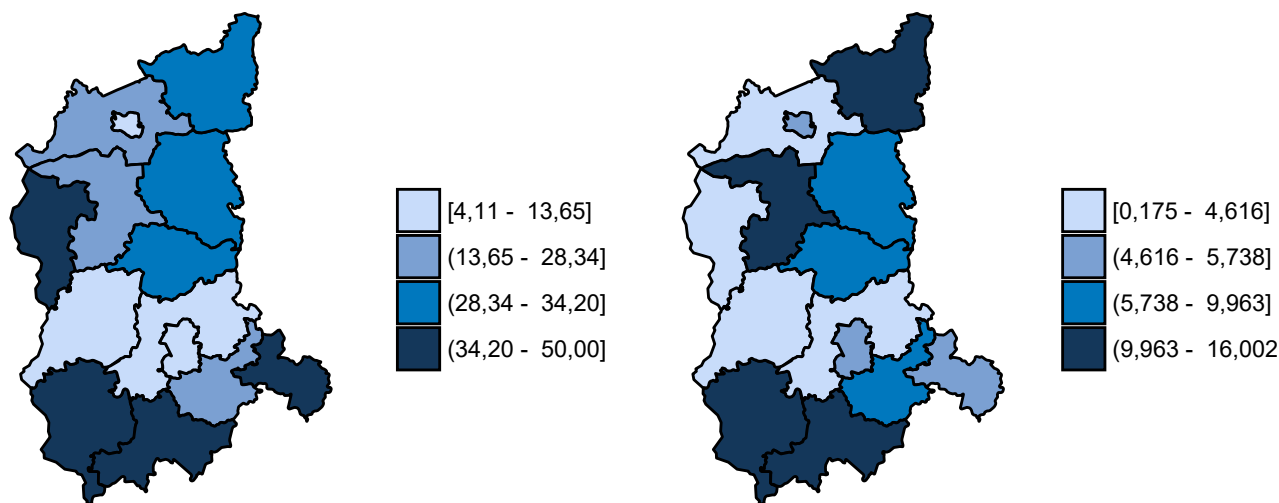 [4,11 - 13,65]
(13,65 - 28,34]
(28,34 - 34,20]
(34,20 - 50,00]
[0,175 - 4,616]
(4,616 - 5,738]
(5,738 - 9,963]
(9,963 - 16,002